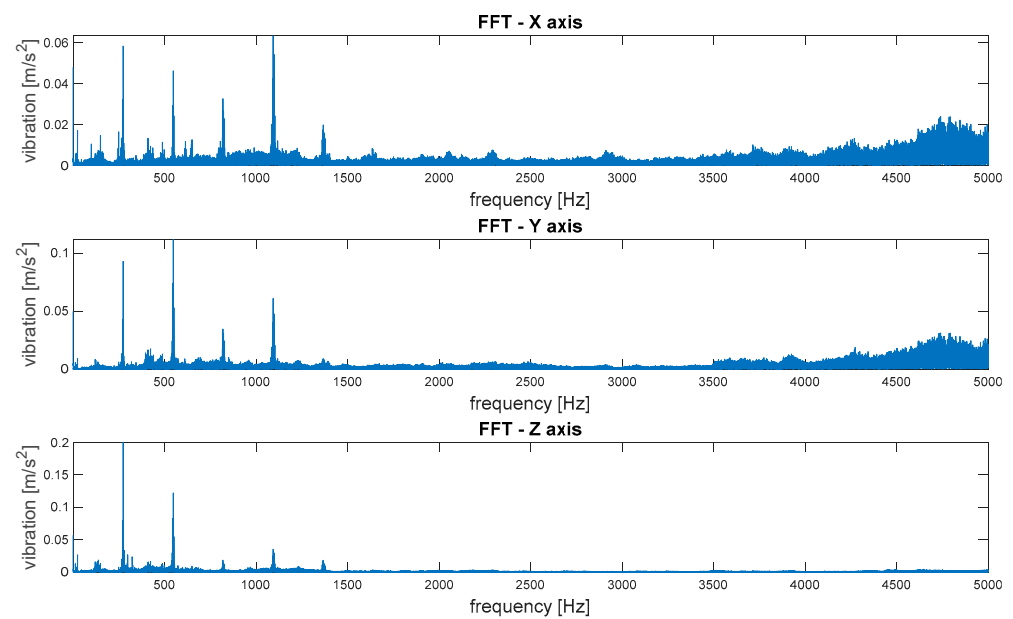 FFT - X axis
vibration [m/s²]
0.06
0.04
0.02
0
500 1000 1500 2000 2500 3000 3500 4000 4500 5000
frequency [Hz]
FFT - Y axis
vibration [m/s²]
0.1
0.05
0
500 1000 1500 2000 2500 3000 3500 4000 4500 5000
frequency [Hz]
FFT - Z axis
vibration [m/s²]
0.2
0.15
0.1
0.05
0
500 1000 1500 2000 2500 3000 3500 4000 4500 5000
frequency [Hz]